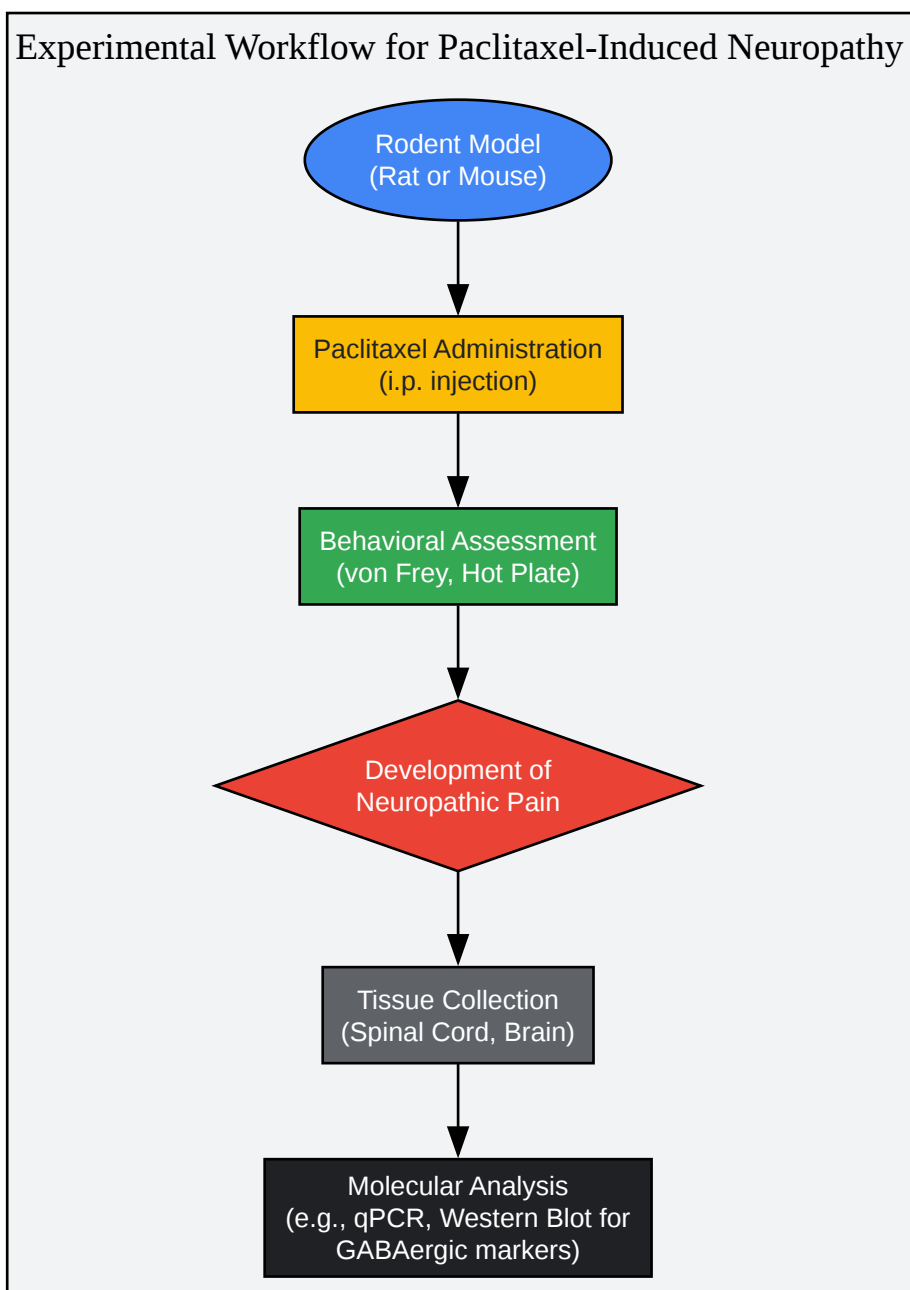 Experimental Workflow for Paclitaxel-Induced Neuropathy
Rodent Model
(Rat or Mouse)
Paclitaxel Administration
(i.p. injection)
Behavioral Assessment
(von Frey, Hot Plate)
Development of
Neuropathic Pain
Tissue Collection
(Spinal Cord, Brain)
Molecular Analysis
(e.g., qPCR, Western Blot for
GABAergic markers)